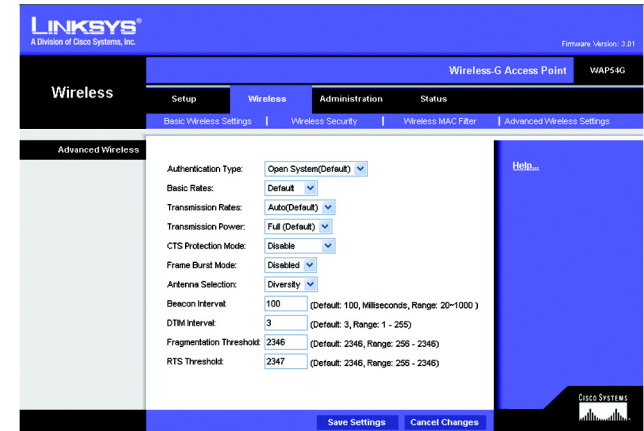 LINKSYS®
A Division of Cisco Systems, Inc.
Firmware Version: 3.01
Wireless-G Access Point WAP54G
Wireless
Setup Wireless Administration Status
Basic Wireless Settings | Wireless Security | Wireless MAC Filter | Advanced Wireless Settings
Advanced Wireless
Help...
Authentication Type: Open System(Default)
Basic Rates: Default
Transmission Rates: Auto(Default)
Transmission Power: Full (Default)
CTS Protection Mode: Disable
Frame Burst Mode: Disabled
Antenna Selection: Diversity
Beacon Interval: 100 (Default: 100, Milliseconds, Range: 20~1000 )
DTIM Interval: 3 (Default: 3, Range: 1 - 255)
Fragmentation Threshold: 2346 (Default: 2346, Range: 256 - 2346)
RTS Threshold: 2347 (Default: 2346, Range: 256 - 2346)
CISCO SYSTEMS
Save Settings Cancel Changes